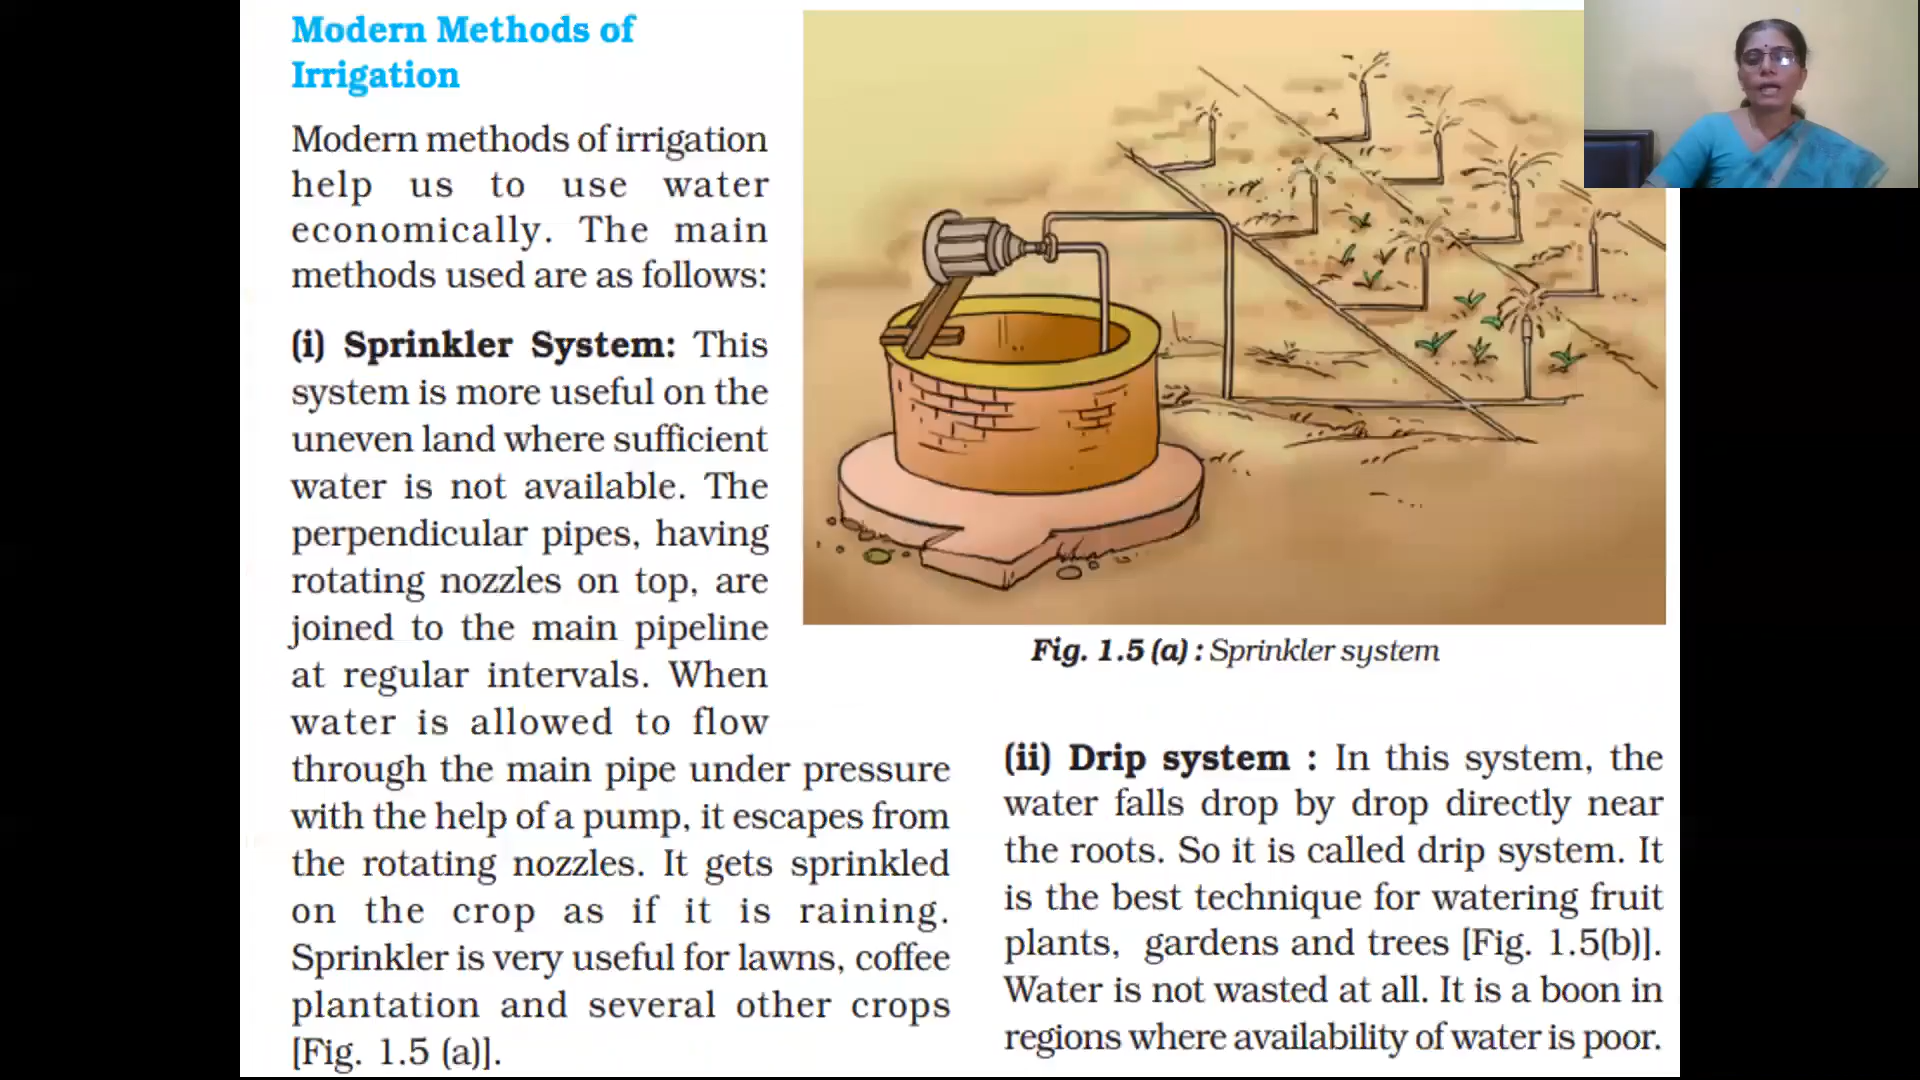 Modern Methods of
Irrigation
Modern methods of irrigation
help us to use water
economically. The main
methods used are as follows:
(i) Sprinkler System: This
system is more useful on the
uneven land where sufficient
water is not available. The
perpendicular pipes, having
rotating nozzles on top, are
joined to the main pipeline
at regular intervals. When
water is allowed to flow
through the main pipe under pressure
with the help of a pump, it escapes from
the rotating nozzles. It gets sprinkled
on the crop as if it is raining.
Sprinkler is very useful for lawns, coffee
plantation and several other crops
[Fig. 1.5 (a)].
Fig. 1.5 (a) : Sprinkler system
(ii) Drip system : In this system, the
water falls drop by drop directly near
the roots. So it is called drip system. It
is the best technique for watering fruit
plants, gardens and trees [Fig. 1.5(b)].
Water is not wasted at all. It is a boon in
regions where availability of water is poor.